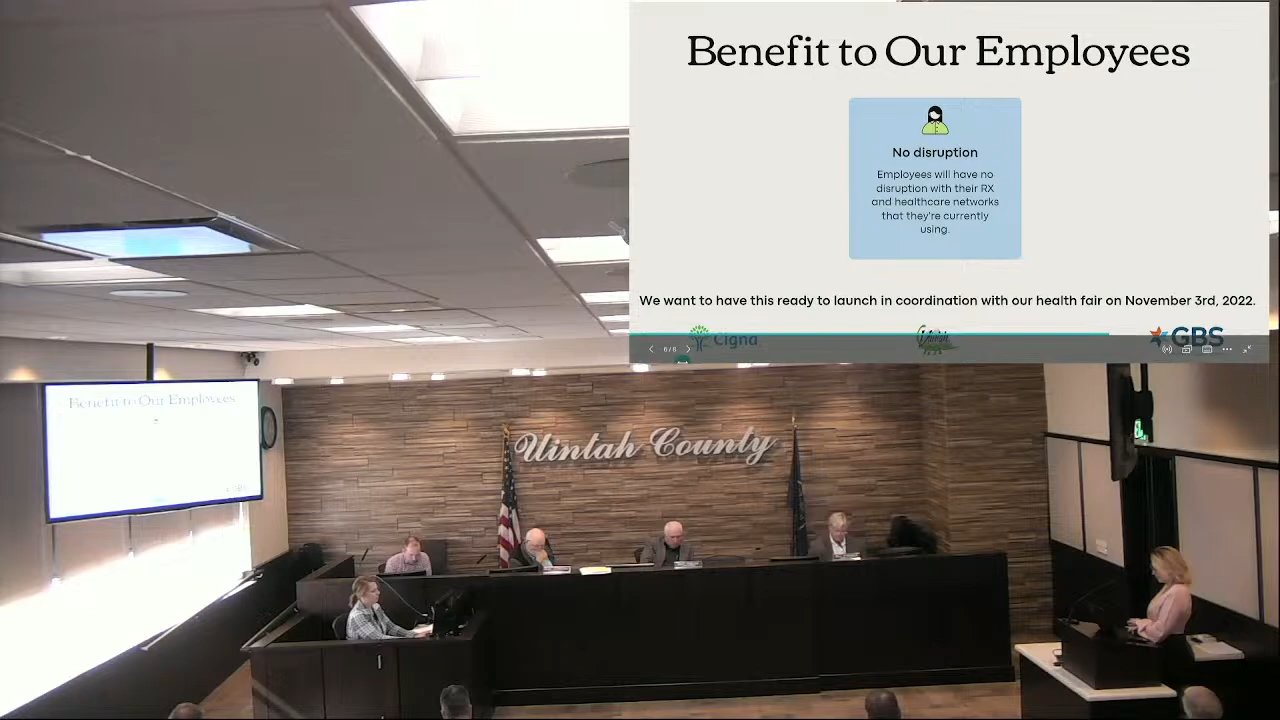 Benefit to Our Employees
No disruption
Employees will have no
disruption with their RX
and healthcare networks
that they're currently
using.
We want to have this ready to launch in coordination with our health fair on November 3rd, 2022.
Cigna
GBS
6/6
Benefit to Our Employees
Uintah County